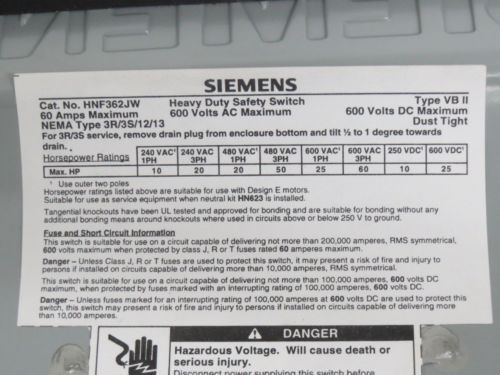 SIEMENS
Cat. No. HNF362JW Heavy Duty Safety Switch Type VB II
60 Amps Maximum 600 Volts AC Maximum 600 Volts DC Maximum
NEMA Type 3R/3S/12/13 Dust Tight
For 3R/3S service, remove drain plug from enclosure bottom and tilt ½ to 1 degree towards
drain.
Horsepower Ratings 240 VAC¹ 240 VAC 480 VAC¹ 480 VAC 600 VAC¹ 600 VAC 250 VDC¹ 600 VDC¹
1PH 3PH 1PH 3PH 1PH 3PH
Max. HP 10 20 20 50 25 60 10 25
¹ Use outer two poles
Horsepower ratings listed above are suitable for use with Design E motors.
Suitable for use as service equipment when neutral kit HN623 is installed.
Tangential knockouts have been UL tested and approved for bonding and are suitable for bonding without any
additional bonding means around knockouts where used in circuits above or below 250 V to ground.
Fuse and Short Circuit Information
This switch is suitable for use on a circuit capable of delivering not more than 200,000 amperes, RMS symmetrical,
600 volts maximum when protected by class J, R or T fuses rated 60 amperes maximum.
Danger – Unless Class J, R or T fuses are used to protect this switch, it may present a risk of fire and injury to
persons if installed on circuits capable of delivering more than 10,000 amperes, RMS symmetrical.
This switch is suitable for use on a circuit capable of delivering not more than 100,000 amperes, 600 volts DC
maximum, when protected by fuses marked with an interrupting rating of 100,000 amperes at 600 volts DC.
Danger – Unless fuses marked for an interrupting rating of 100,000 amperes at 600 volts DC are used to protect this
switch, this switch may present a risk of fire and injury to persons if installed on circuits capable of delivering more
than 10,000 amperes.
DANGER
Hazardous Voltage. Will cause death or
serious injury.
Disconnect power supplying this switch before